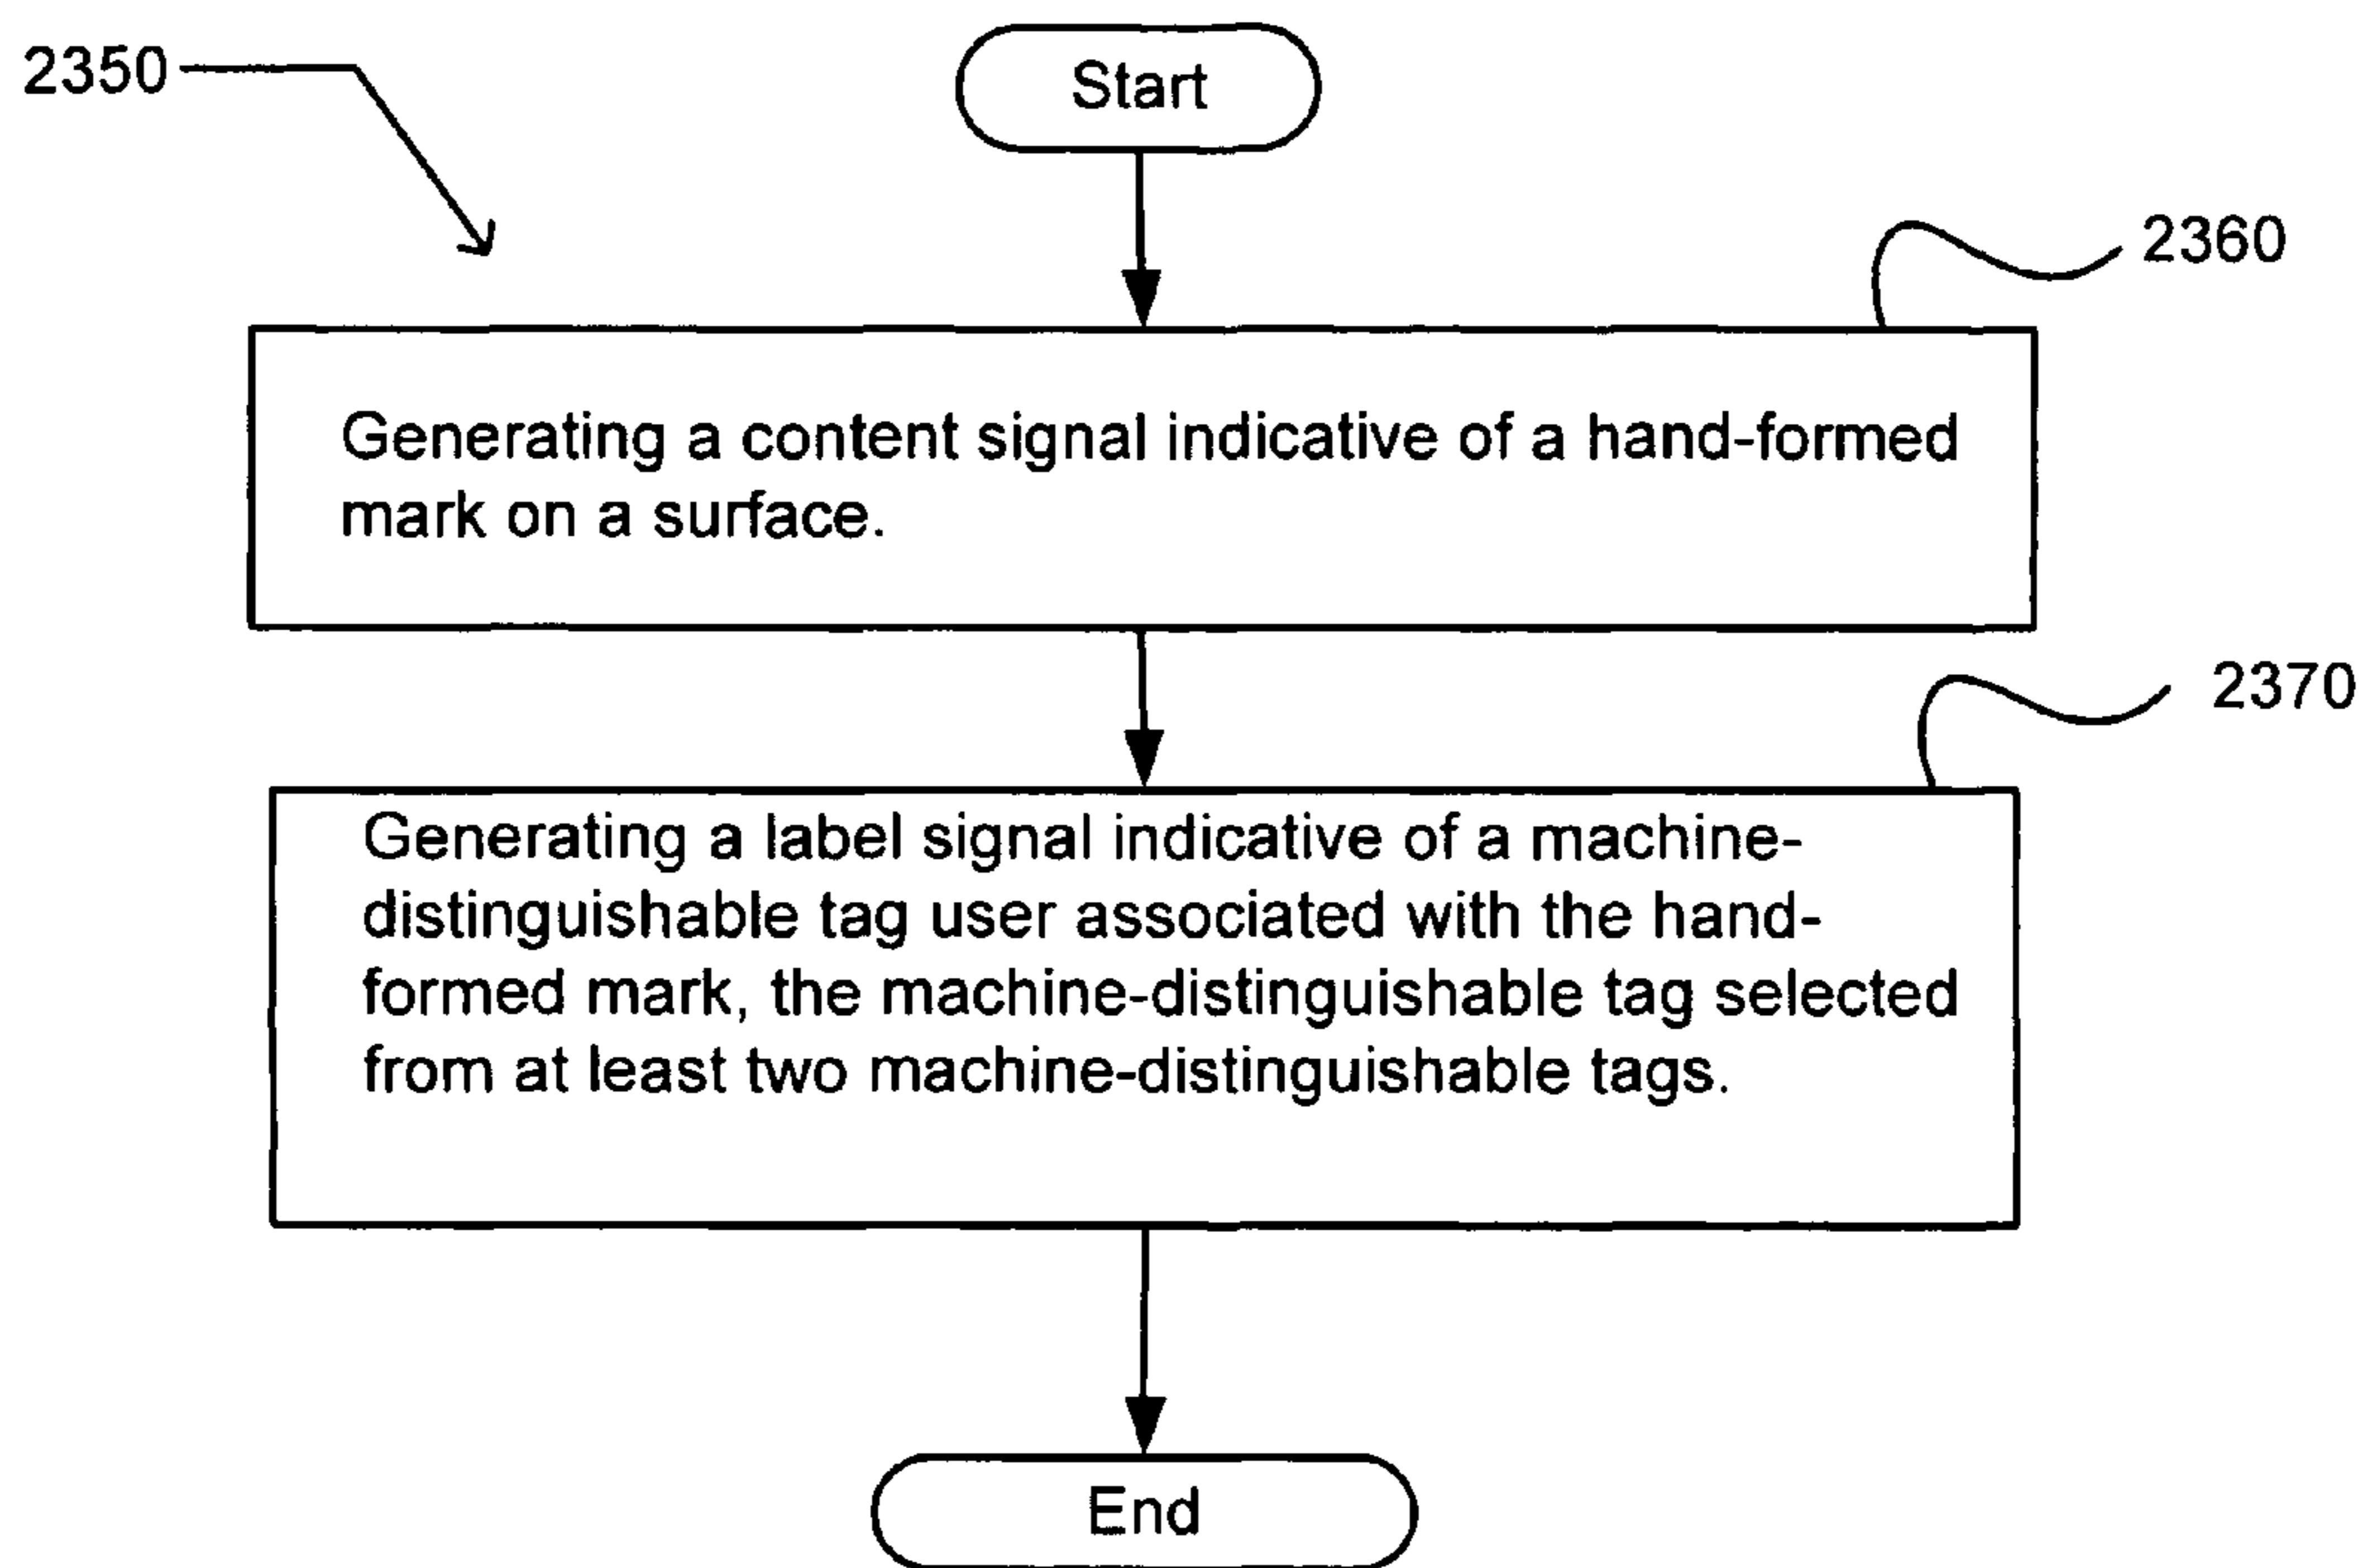 2350
Start
2360
Generating a content signal indicative of a hand-formed
mark on a surface.
2370
Generating a label signal indicative of a machine-
distinguishable tag user associated with the hand-
formed mark, the machine-distinguishable tag selected
from at least two machine-distinguishable tags.
End